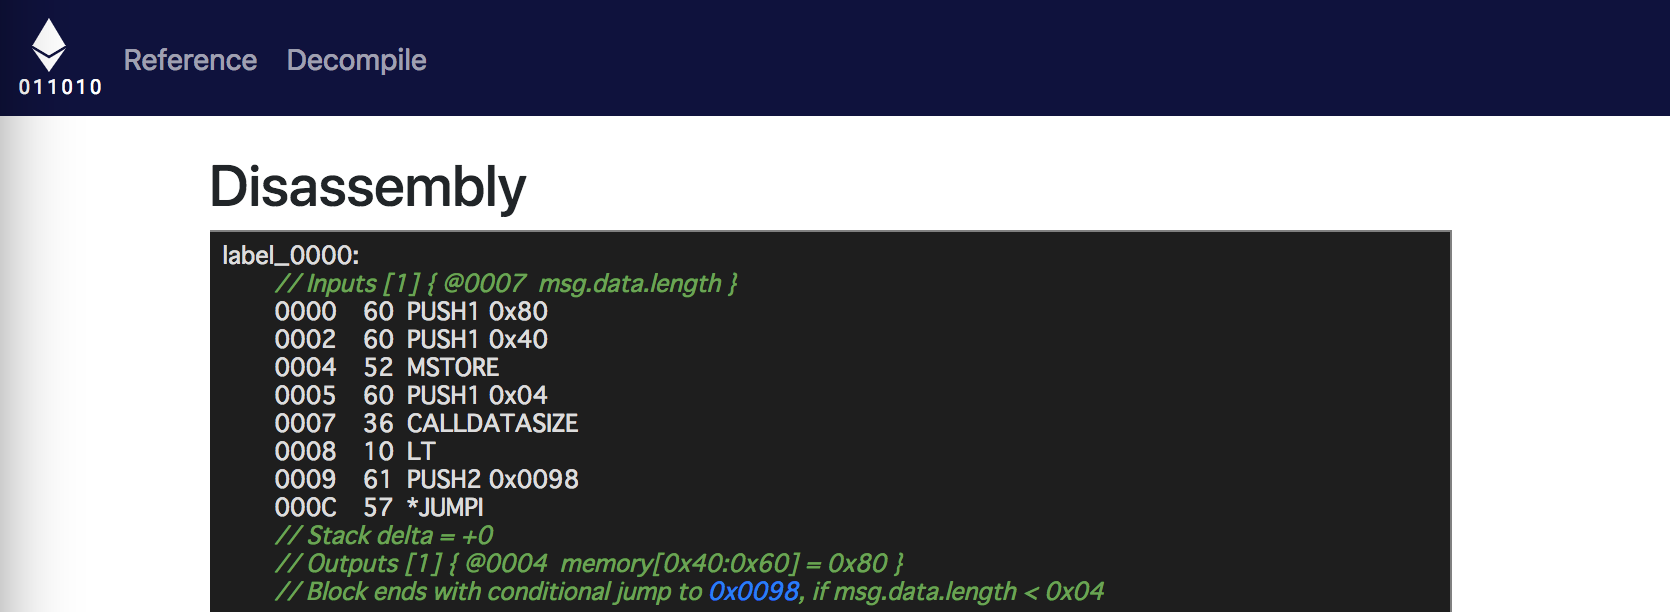 011010
Reference Decompile
Disassembly
label_0000:
// Inputs [1] { @0007 msg.data.length }
0000 60 PUSH1 0x80
0002 60 PUSH1 0x40
0004 52 MSTORE
0005 60 PUSH1 0x04
0007 36 CALLDATASIZE
0008 10 LT
0009 61 PUSH2 0x0098
000C 57 *JUMPI
// Stack delta = +0
// Outputs [1] { @0004 memory[0x40:0x60] = 0x80 }
// Block ends with conditional jump to 0x0098, if msg.data.length < 0x04